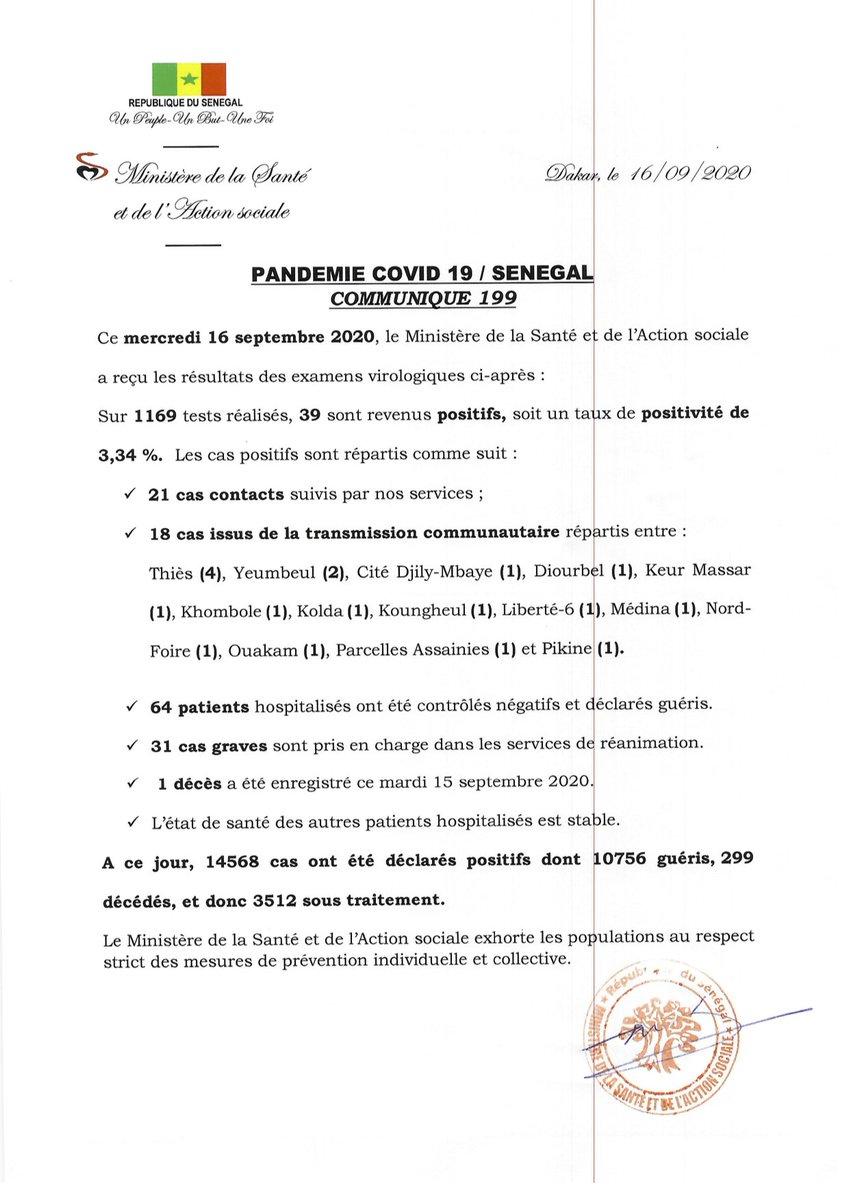 REPUBLIQUE DU SENEGAL
Un Peuple-Un But-Une Foi
Ministère de la Santé
et de l'Action sociale
Dakar, le 16/09/2020
PANDEMIE COVID 19 / SENEGAL
COMMUNIQUE 199
Ce mercredi 16 septembre 2020, le Ministère de la Santé et de l'Action sociale
a reçu les résultats des examens virologiques ci-après :
Sur 1169 tests réalisés, 39 sont revenus positifs, soit un taux de positivité de
3,34 %. Les cas positifs sont répartis comme suit :
✓ 21 cas contacts suivis par nos services ;
✓ 18 cas issus de la transmission communautaire répartis entre :
Thiès (4), Yeumbeul (2), Cité Djily-Mbaye (1), Diourbel (1), Keur Massar
(1), Khombole (1), Kolda (1), Koungheul (1), Liberté-6 (1), Médina (1), Nord-
Foire (1), Ouakam (1), Parcelles Assainies (1) et Pikine (1).
✓ 64 patients hospitalisés ont été contrôlés négatifs et déclarés guéris.
✓ 31 cas graves sont pris en charge dans les services de réanimation.
✓ 1 décès a été enregistré ce mardi 15 septembre 2020.
✓ L'état de santé des autres patients hospitalisés est stable.
A ce jour, 14568 cas ont été déclarés positifs dont 10756 guéris, 299
décédés, et donc 3512 sous traitement.
Le Ministère de la Santé et de l'Action sociale exhorte les populations au respect
strict des mesures de prévention individuelle et collective.
du Sénégal
LA SANTÉ ET DE L'ACTION SOCIALE